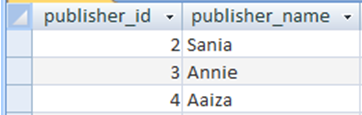 publisher_id publisher_name
2 Sania
3 Annie
4 Aaiza